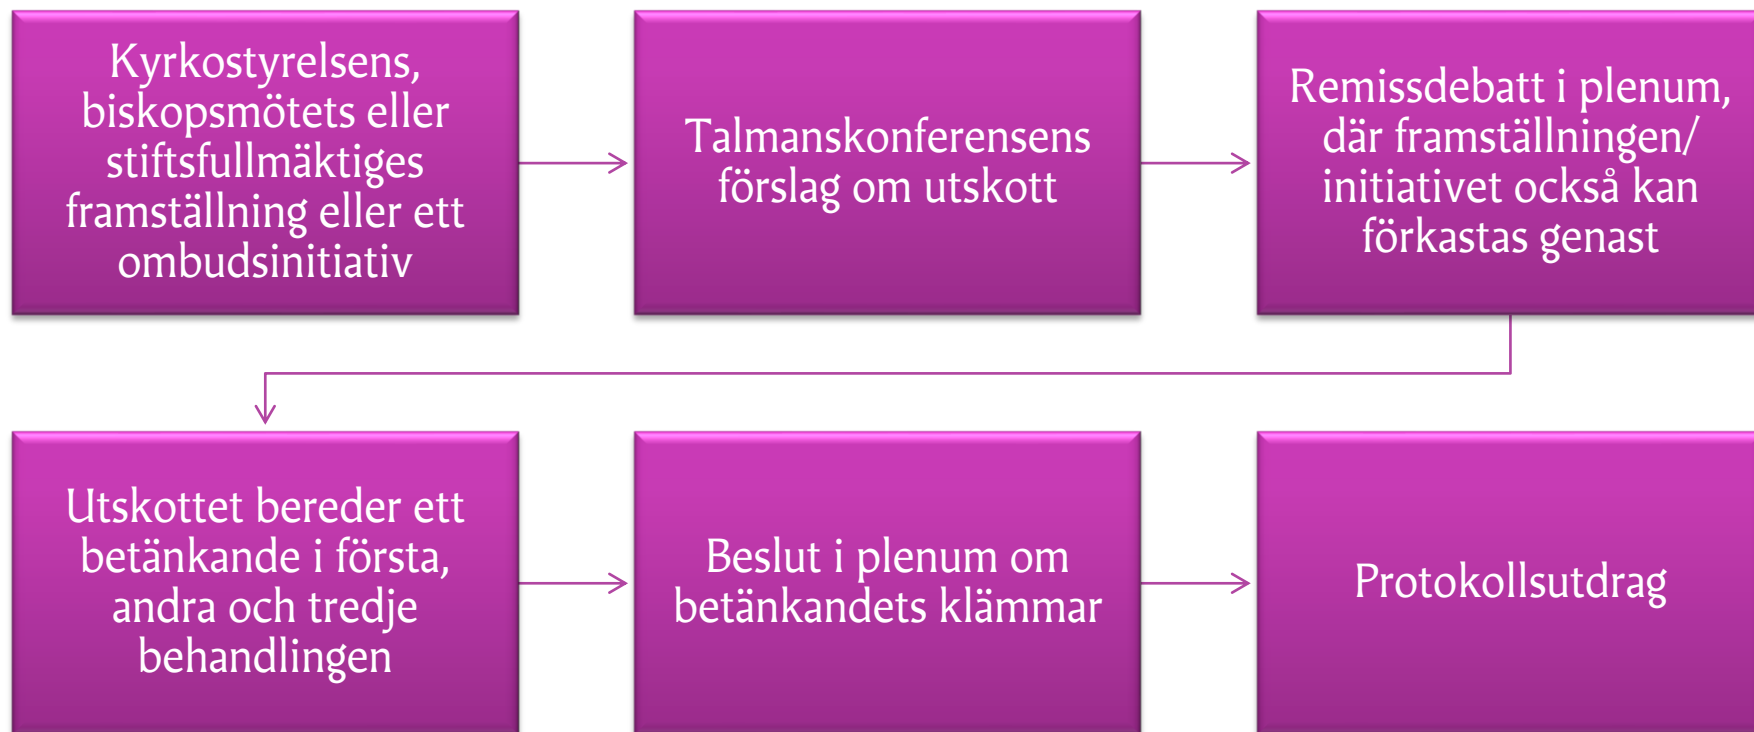 Kyrkostyrelsens,
biskopsmötets eller
stiftsfullmäktiges
framställning eller ett
ombudsinitiativ
Talmanskonferensens
förslag om utskott
Remissdebatt i plenum,
där framställningen/
initiativet också kan
förkastas genast
Utskottet bereder ett
betänkande i första,
andra och tredje
behandlingen
Beslut i plenum om
betänkandets klämmar
Protokollsutdrag